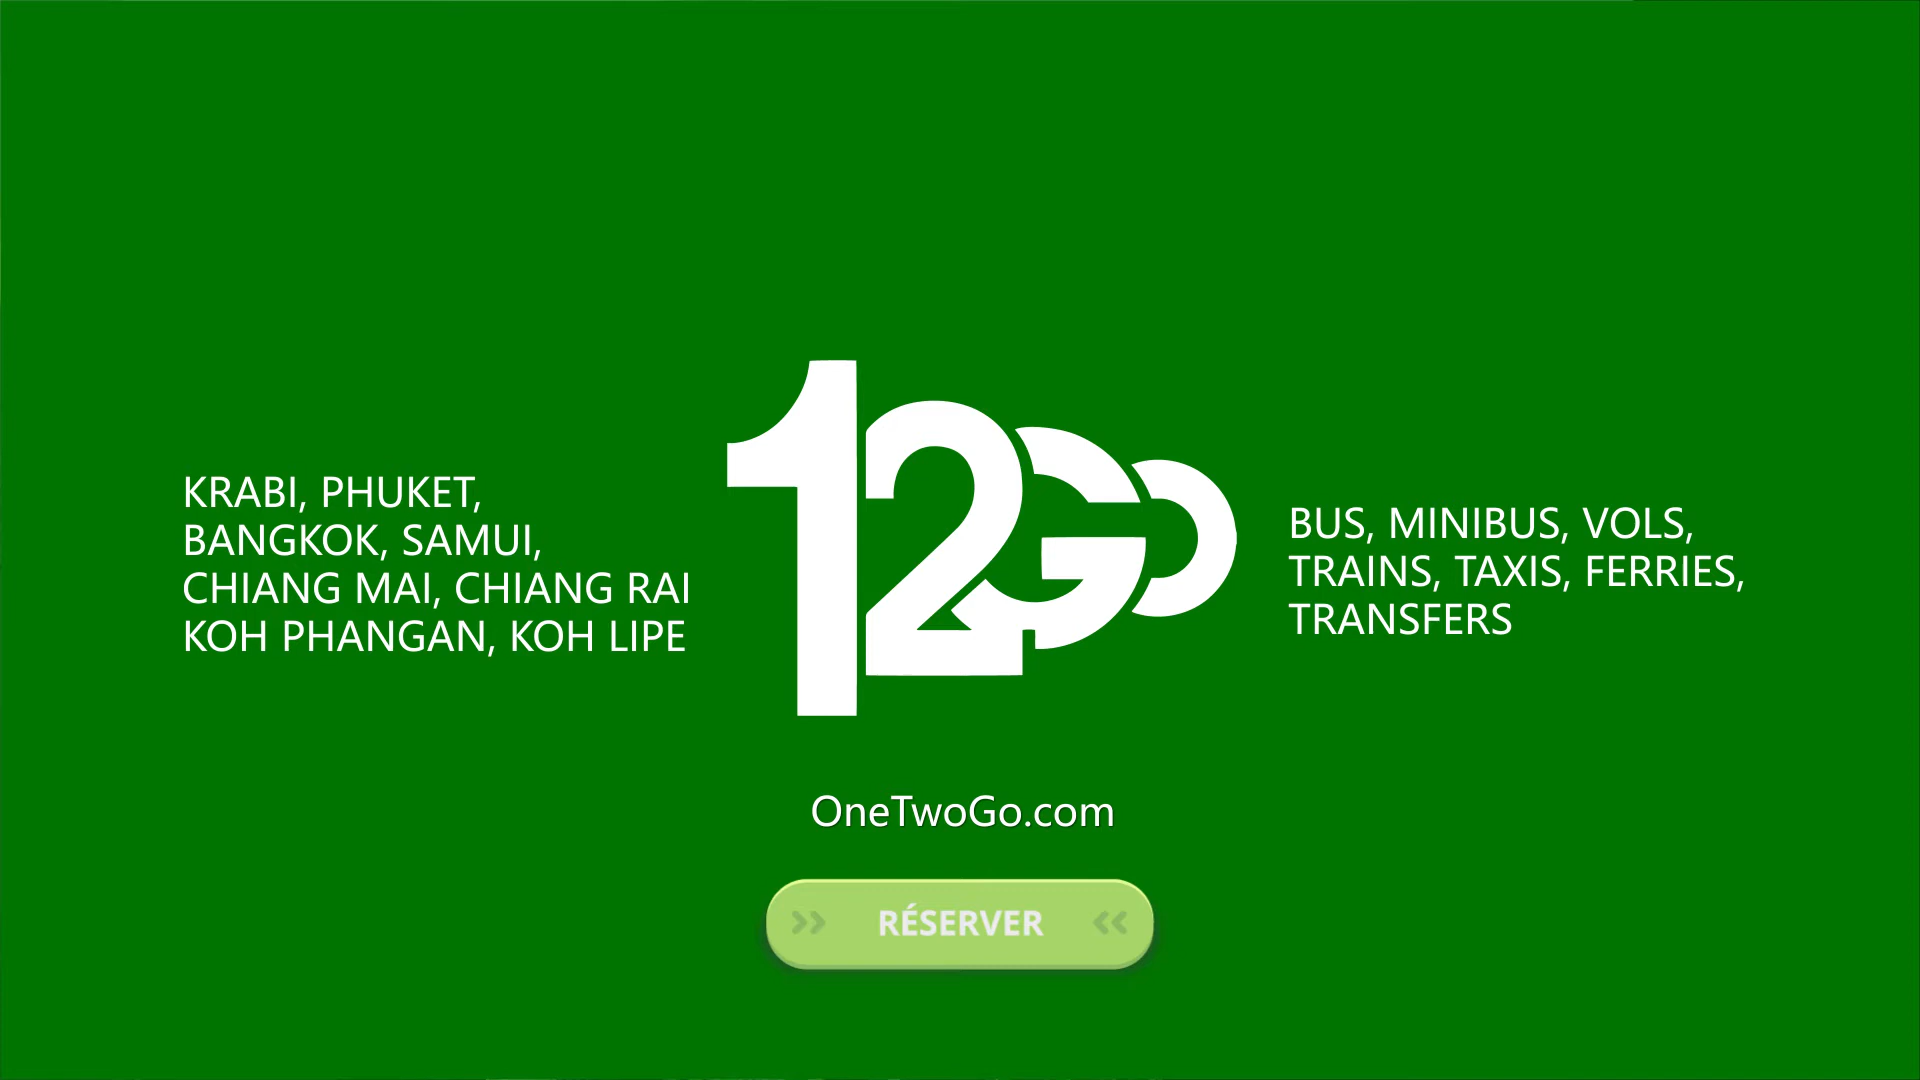 KRABI, PHUKET,
BANGKOK, SAMUI,
CHIANG MAI, CHIANG RAI
KOH PHANGAN, KOH LIPE
12GO
BUS, MINIBUS, VOLS,
TRAINS, TAXIS, FERRIES,
TRANSFERS
OneTwoGo.com
RÉSERVER